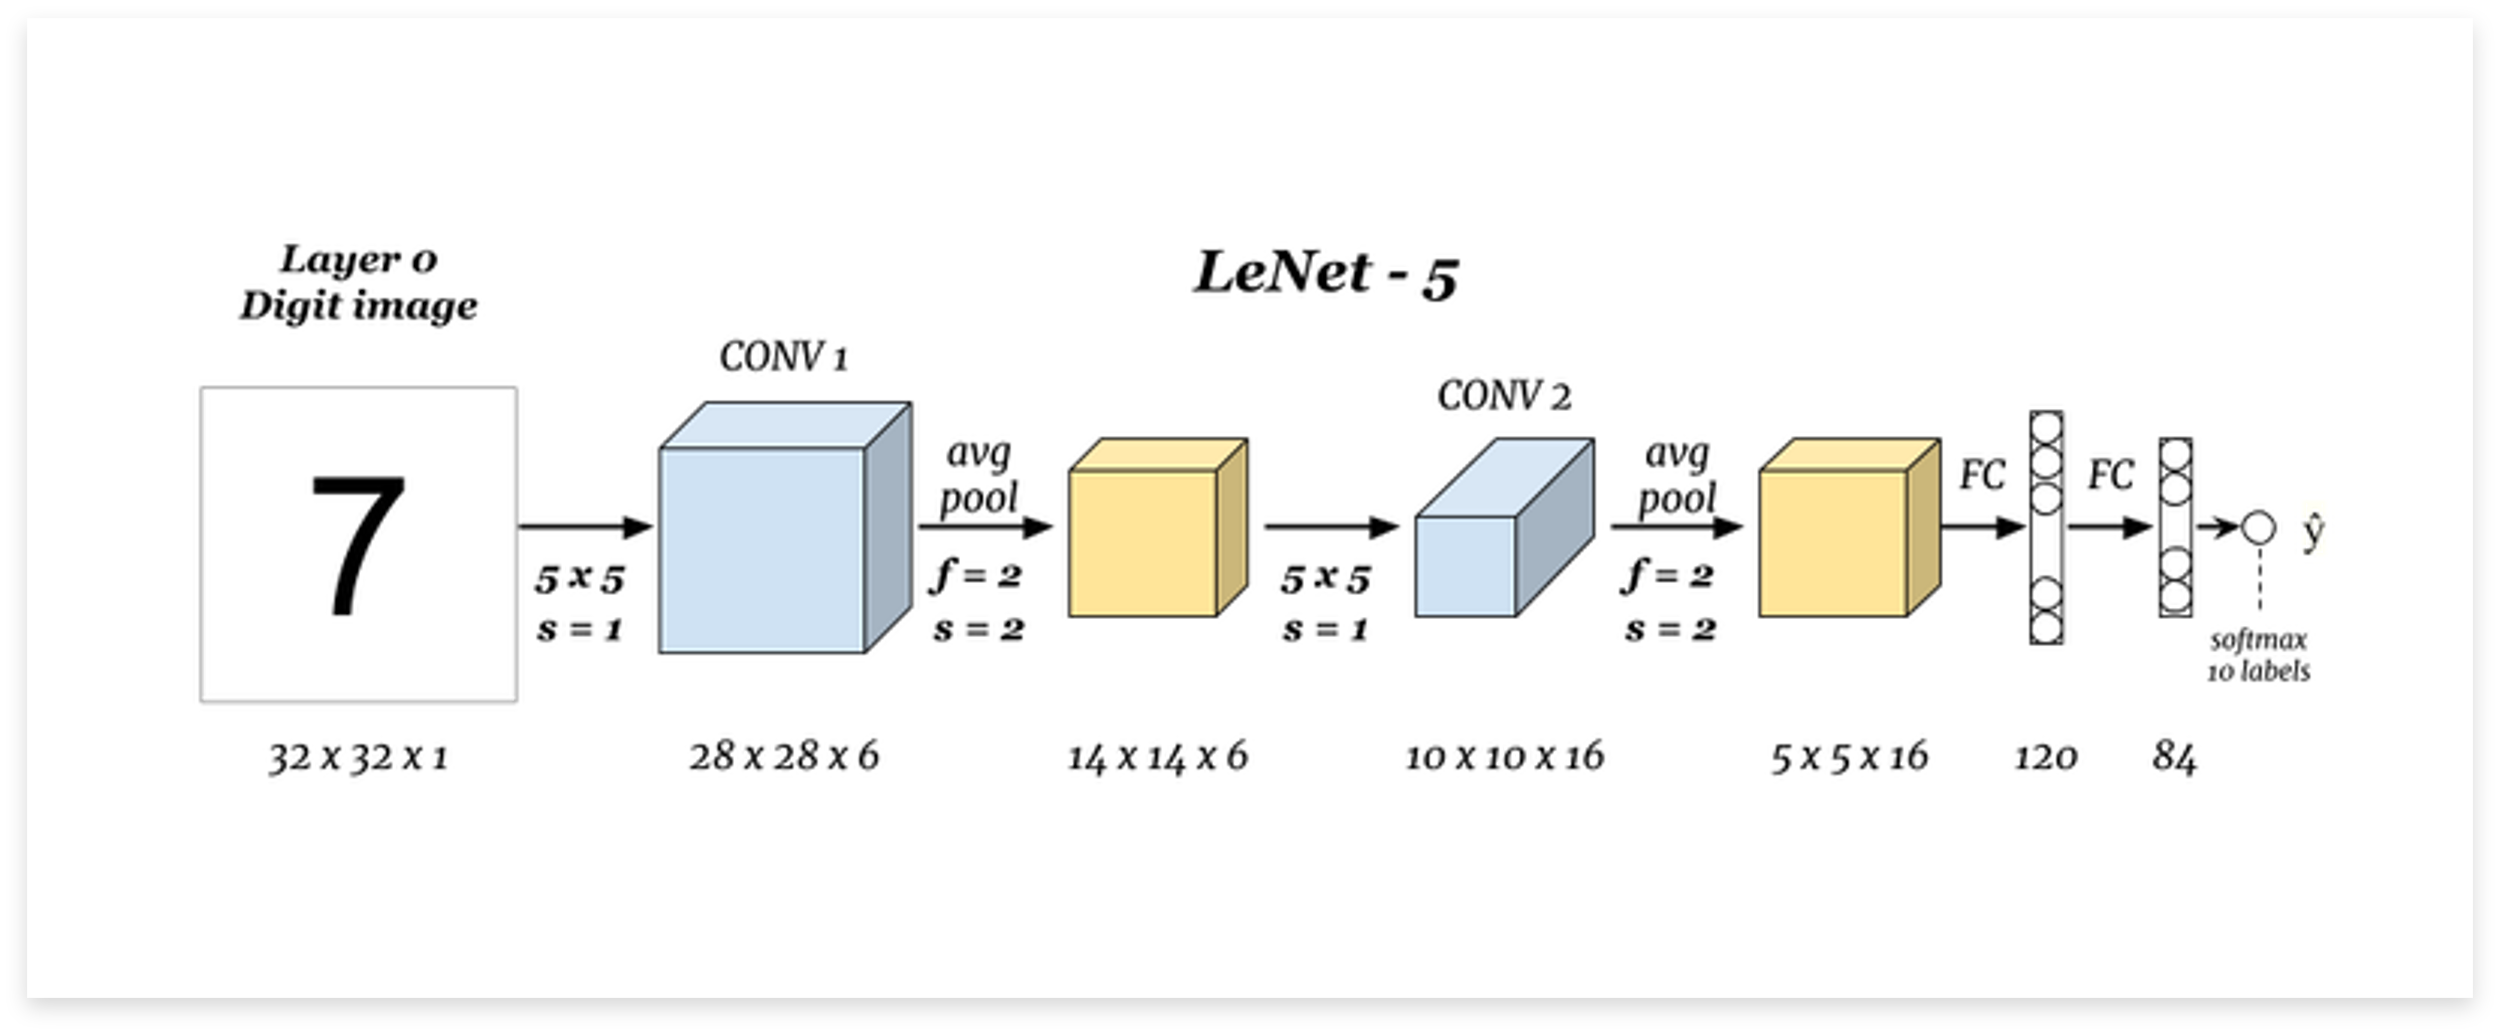 Layer 0
Digit image
LeNet - 5
7
32 x 32 x 1
5 x 5
s = 1
CONV 1
28 x 28 x 6
avg
pool
f = 2
s = 2
14 x 14 x 6
5 x 5
s = 1
CONV 2
10 x 10 x 16
avg
pool
f = 2
s = 2
5 x 5 x 16
FC
120
FC
84
ŷ
softmax
10 labels